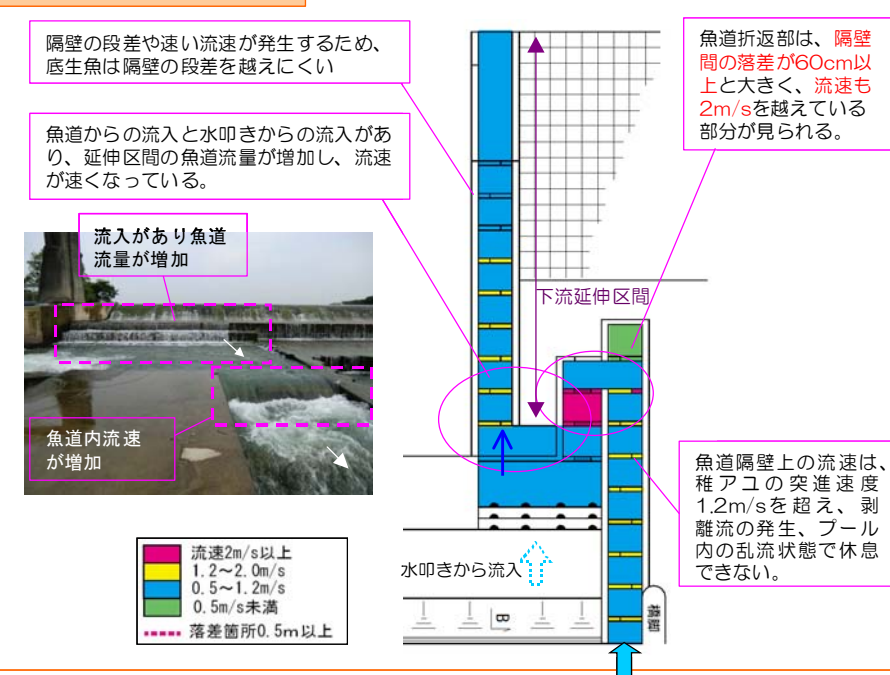 隔壁の段差や速い流速が発生するため、
底生魚は隔壁の段差を越えにくい
魚道からの流入と水叩きからの流入があ
り、延伸区間の魚道流量が増加し、流速
が速くなっている。
流入があり魚道
流量が増加
魚道内流速
が増加
流速2m/s以上
1.2～2.0m/s
0.5～1.2m/s
0.5m/s未満
落差箇所0.5m以上
下流延伸区間
水叩きから流入
B
橋脚
魚道折返部は、隔壁
間の落差が60cm以
上と大きく、流速も
2m/sを越えている
部分が見られる。
魚道隔壁上の流速は、
稚アユの突進速度
1.2m/sを超え、剥
離流の発生、プール
内の乱流状態で休息
できない。